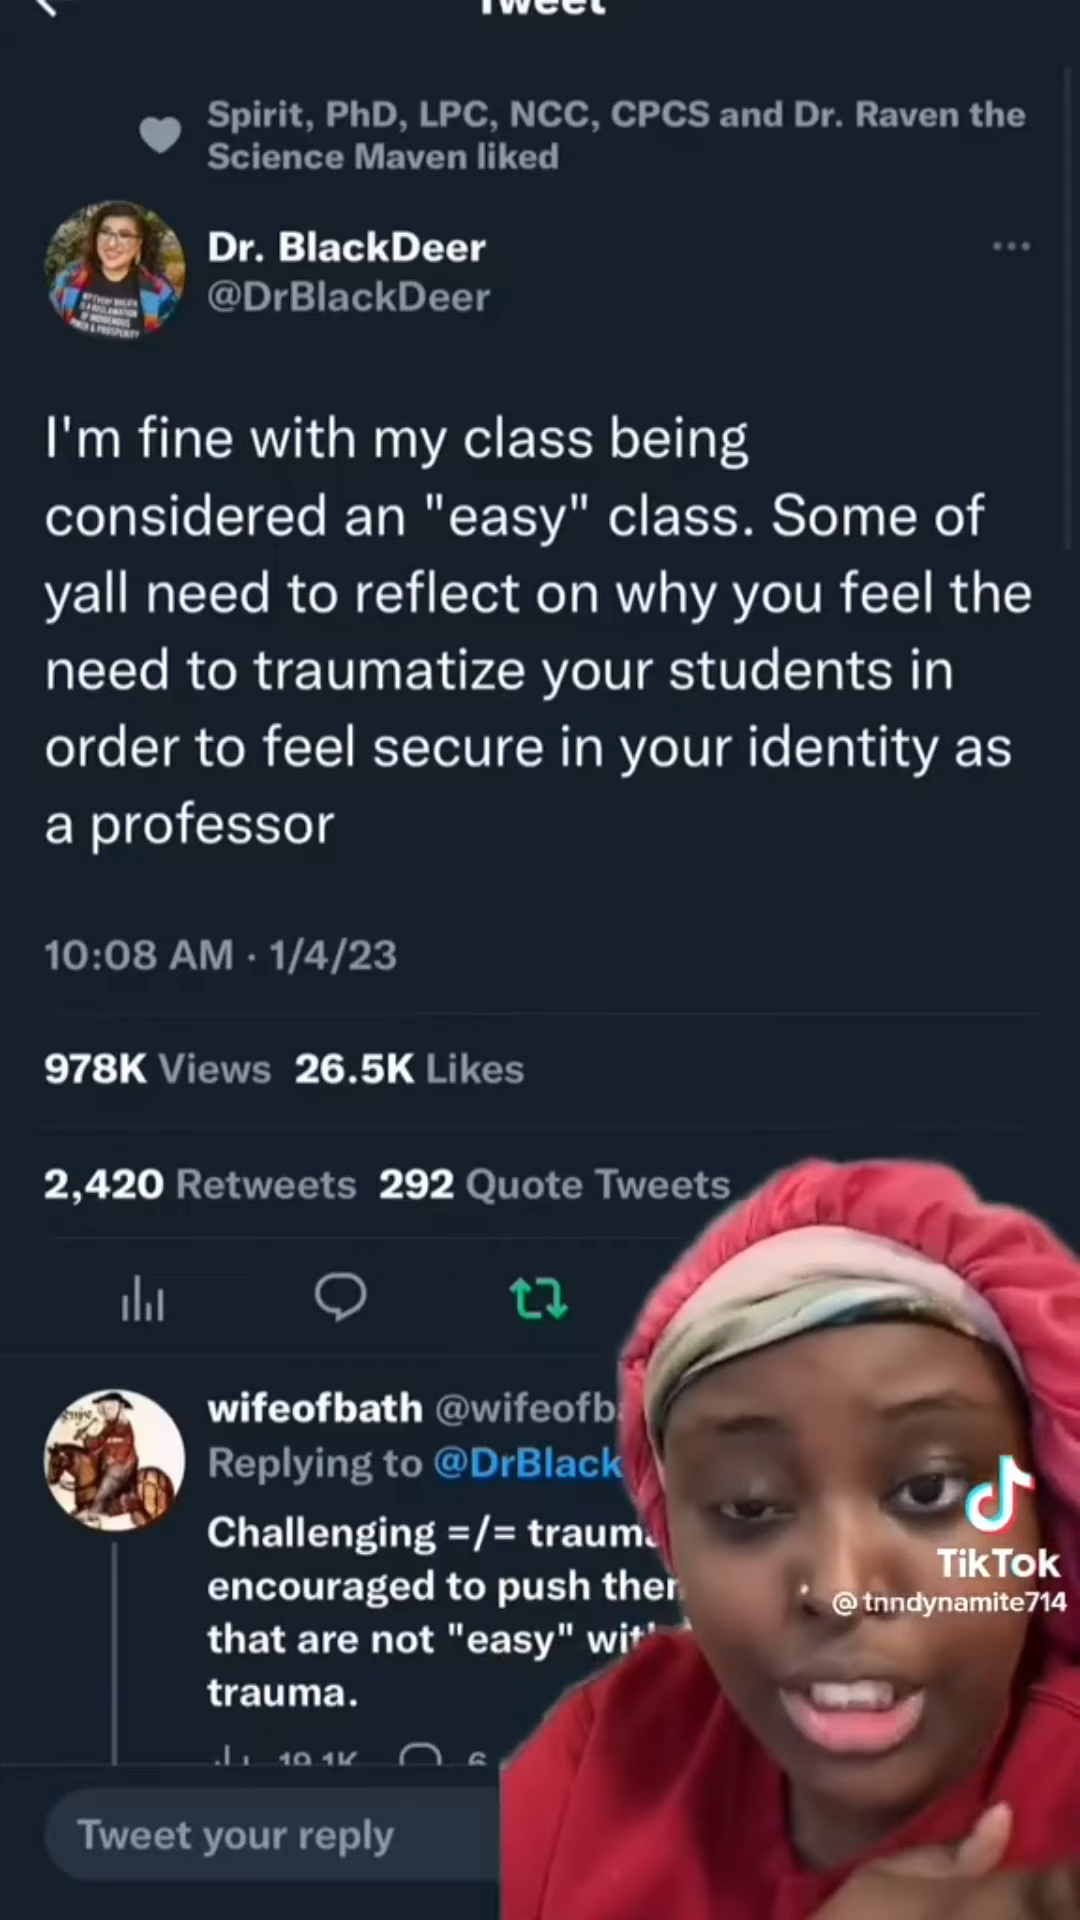 Tweet
Spirit, PhD, LPC, NCC, CPCS and Dr. Raven the
Science Maven liked
Dr. BlackDeer
@DrBlackDeer
I'm fine with my class being
considered an "easy" class. Some of
yall need to reflect on why you feel the
need to traumatize your students in
order to feel secure in your identity as
a professor
10:08 AM · 1/4/23
978K Views 26.5K Likes
2,420 Retweets 292 Quote Tweets
wifeofbath @wifeofb
Replying to @DrBlack
Challenging =/= traum
encouraged to push
that are not "easy"
trauma.
TikTok
@tnndynamite714
Tweet your reply